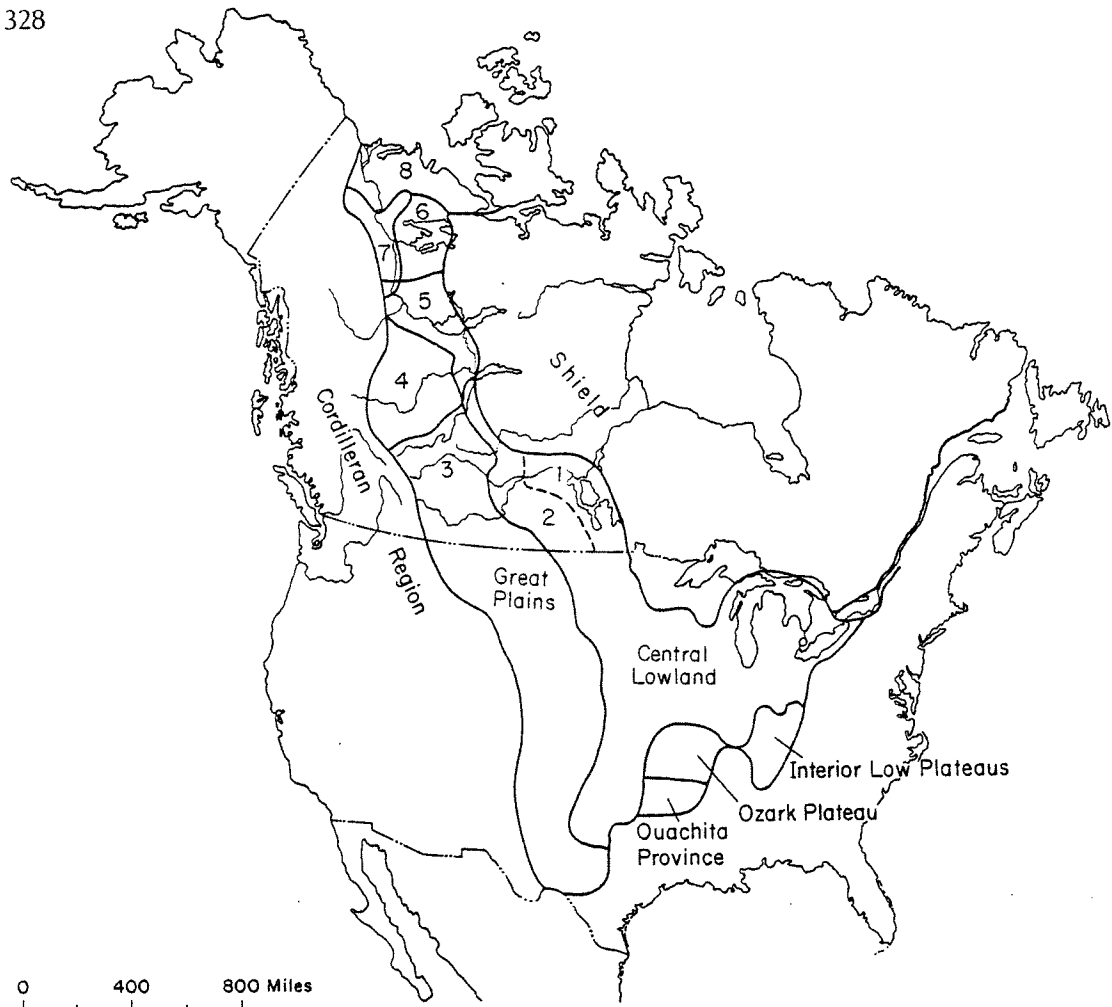 328
8
6
7
5
4
Shield
Cordilleran
Region
3
1
2
Great
Plains
Central
Lowland
Interior Low Plateaus
Ozark Plateau
Ouachita
Province
0 400 800 Miles